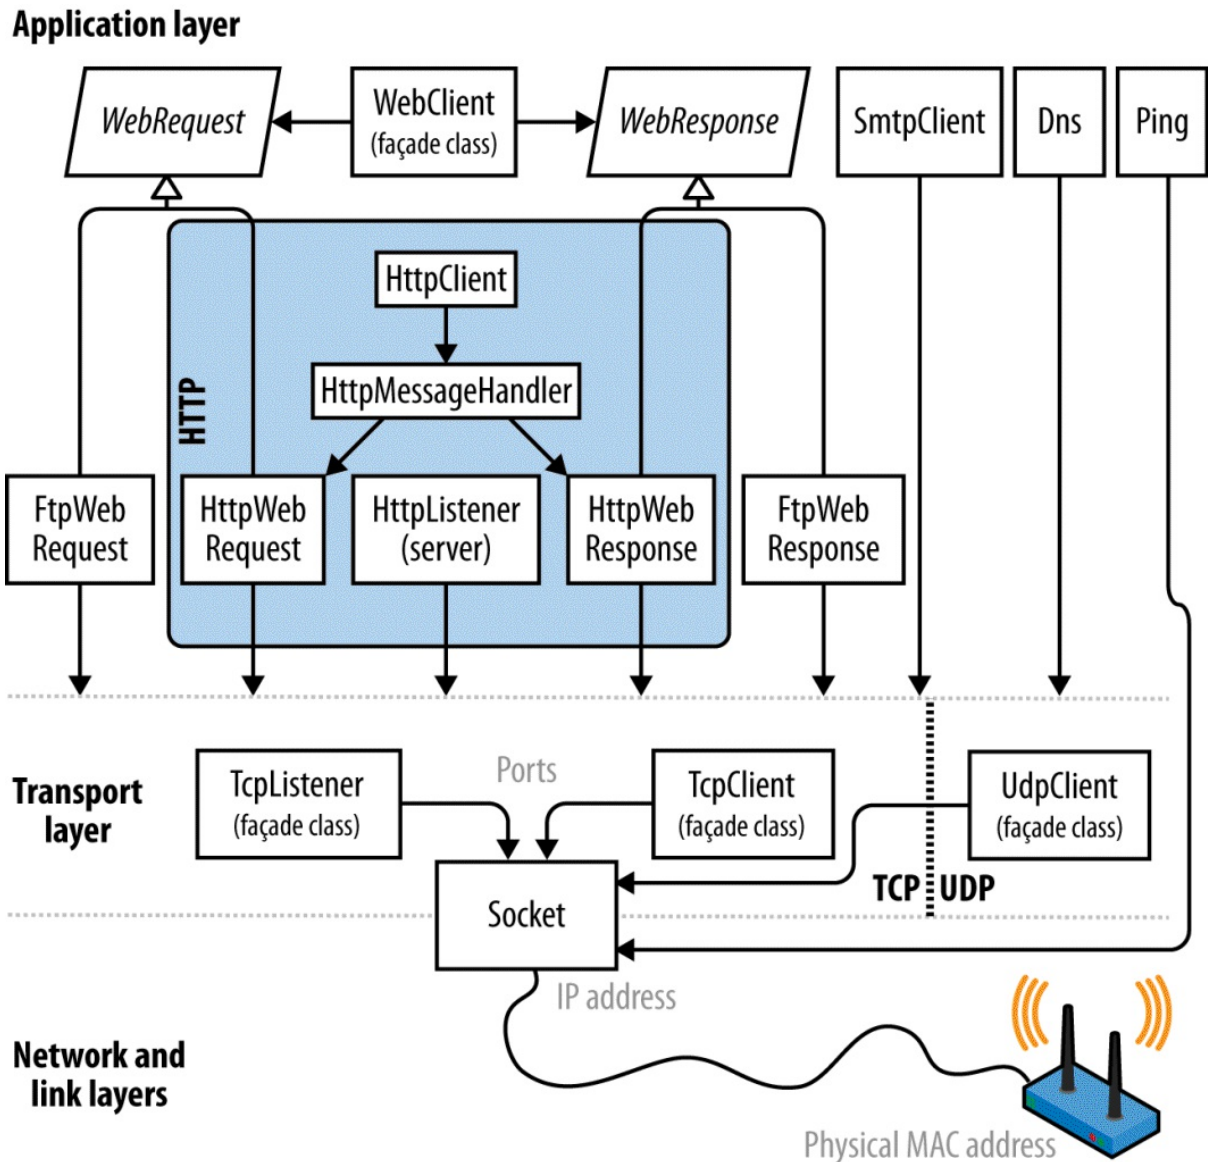 Application layer
WebRequest
WebClient
(façade class)
WebResponse
SmtpClient
Dns
Ping
HttpClient
HttpMessageHandler
HTTP
FtpWeb
Request
HttpWeb
Request
HttpListener
(server)
HttpWeb
Response
FtpWeb
Response
Transport
layer
TcpListener
(façade class)
Ports
TcpClient
(façade class)
UdpClient
(façade class)
TCP
UDP
Socket
IP address
Network and
link layers
Physical MAC address